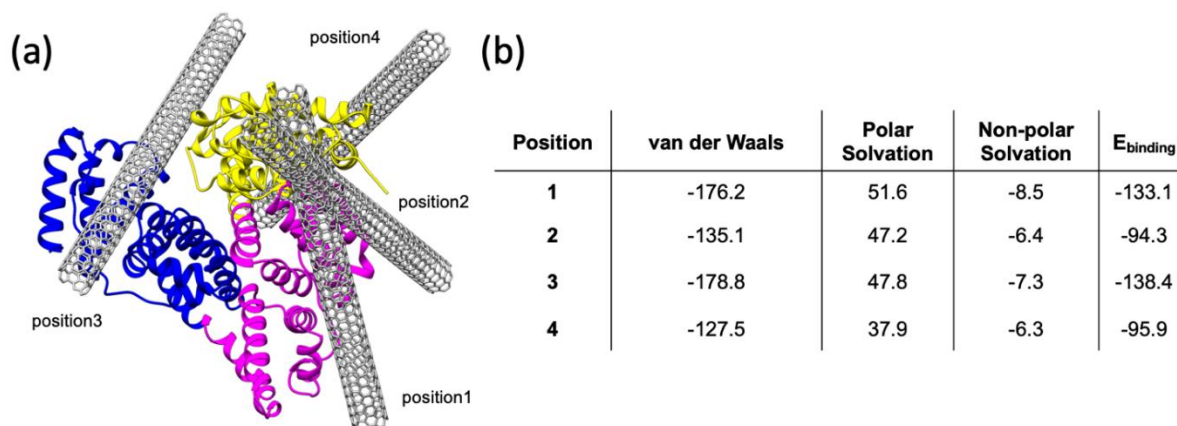 (a)
position4
position2
position3
position1
(b)
Position van der Waals Polar Solvation Non-polar Solvation Ebinding
1 -176.2 51.6 -8.5 -133.1
2 -135.1 47.2 -6.4 -94.3
3 -178.8 47.8 -7.3 -138.4
4 -127.5 37.9 -6.3 -95.9